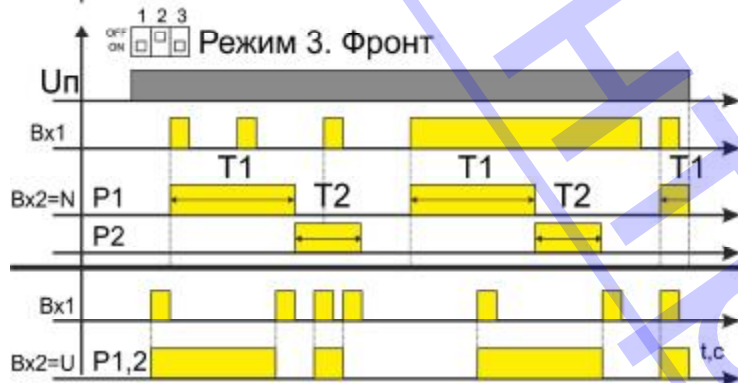 1 2 3
OFF
ON
Режим 3. Фронт
Uп
Вх1
T1 T1 T1
Вх2=N P1 T2 T2
P2
Вх1
Вх2=U P1,2 t,c